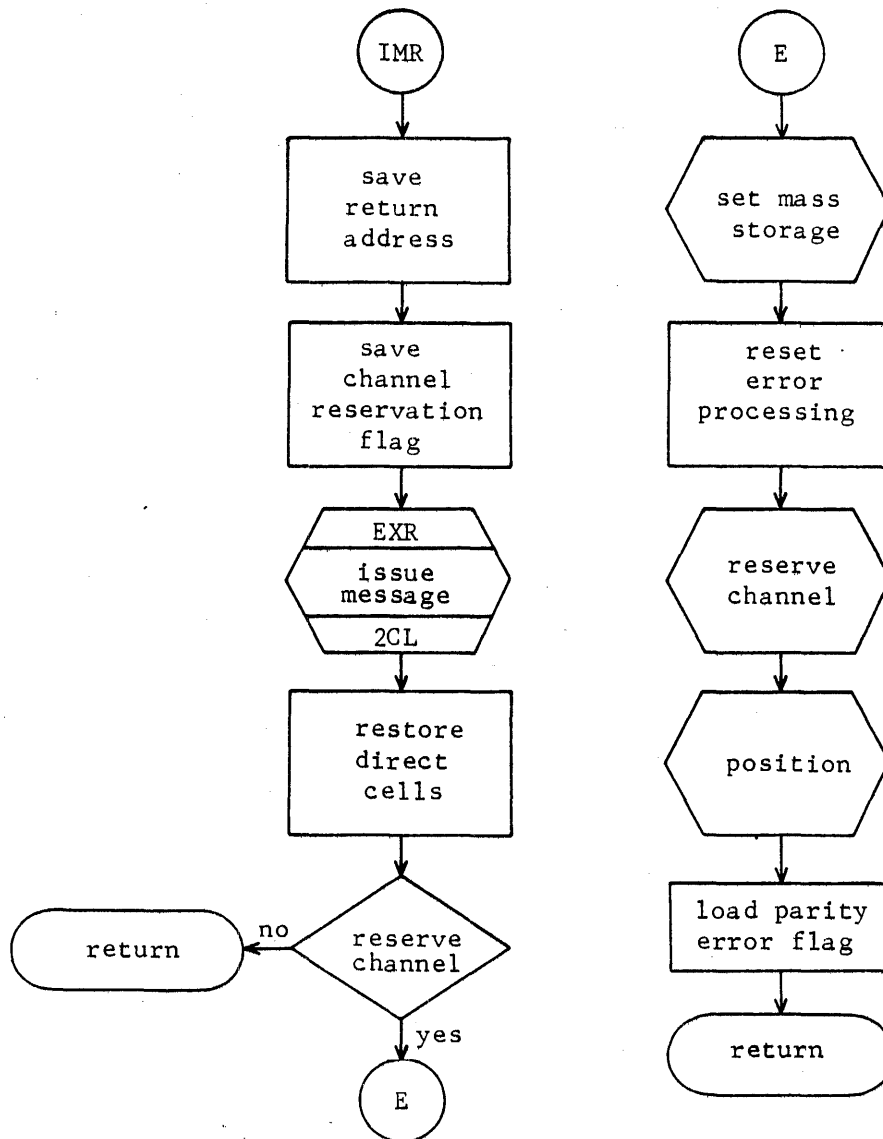 IMR
save
return
address
save
channel
reservation
flag
EXR
issue
message
2CL
restore
direct
cells
reserve
channel
no
return
yes
E
E
set mass
storage
reset
error
processing
reserve
channel
position
load parity
error flag
return